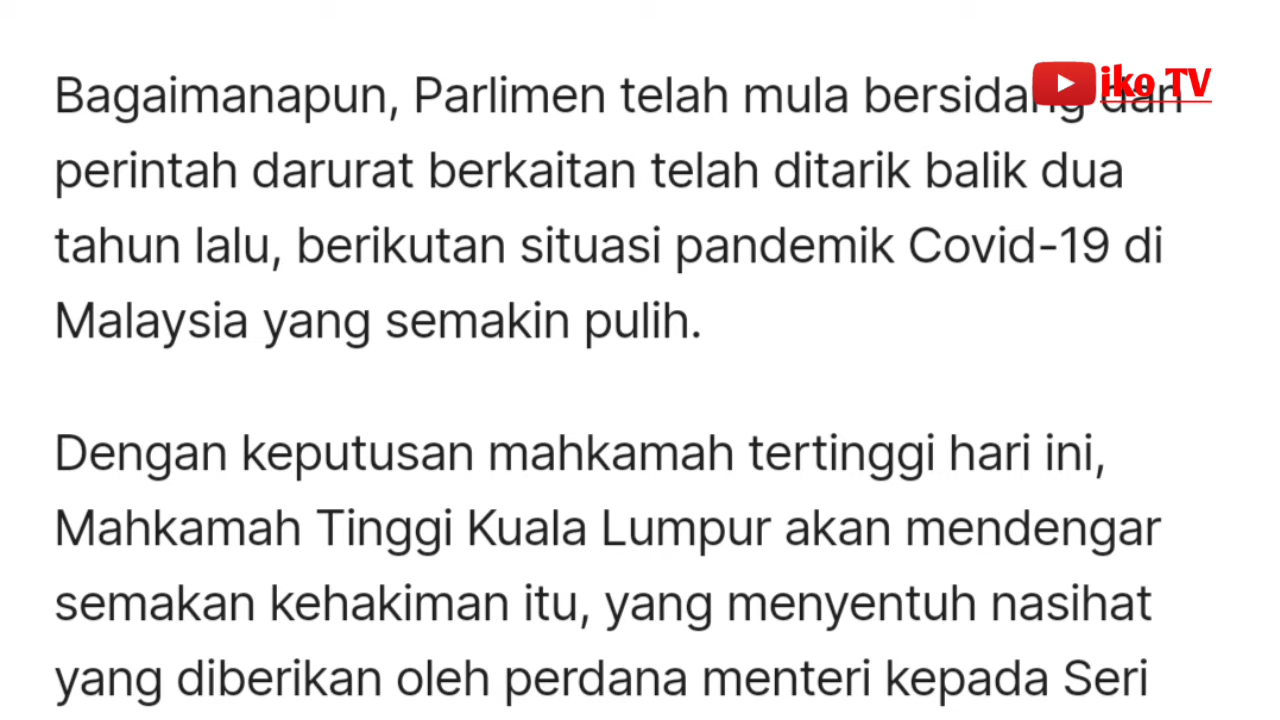 Bagaimanapun, Parlimen telah mula bersidang dan
iko TV
perintah darurat berkaitan telah ditarik balik dua
tahun lalu, berikutan situasi pandemik Covid-19 di
Malaysia yang semakin pulih.
Dengan keputusan mahkamah tertinggi hari ini,
Mahkamah Tinggi Kuala Lumpur akan mendengar
semakan kehakiman itu, yang menyentuh nasihat
yang diberikan oleh perdana menteri kepada Seri